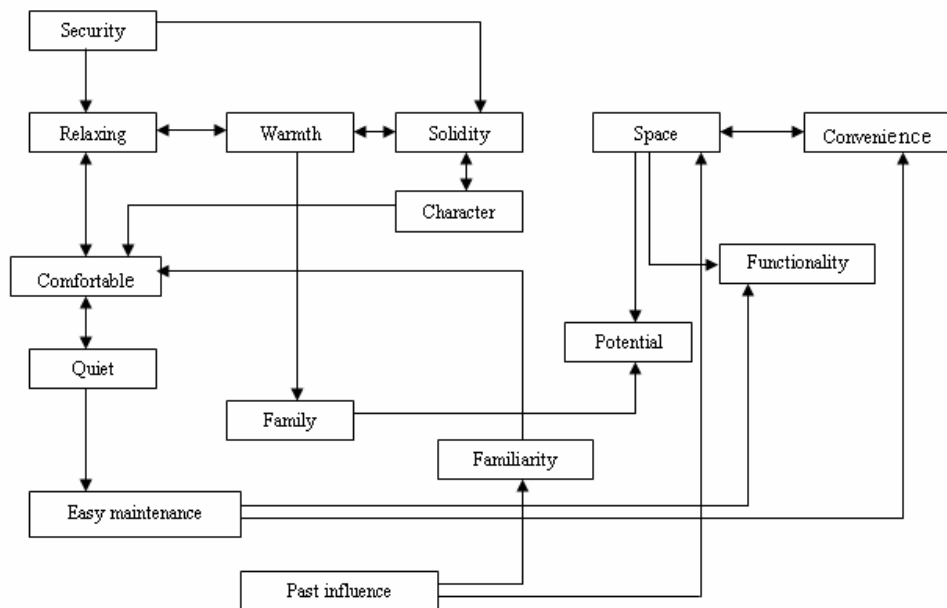 Security
Relaxing
Warmth
Solidity
Space
Convenience
Character
Functionality
Comfortable
Potential
Quiet
Family
Familiarity
Easy maintenance
Past influence